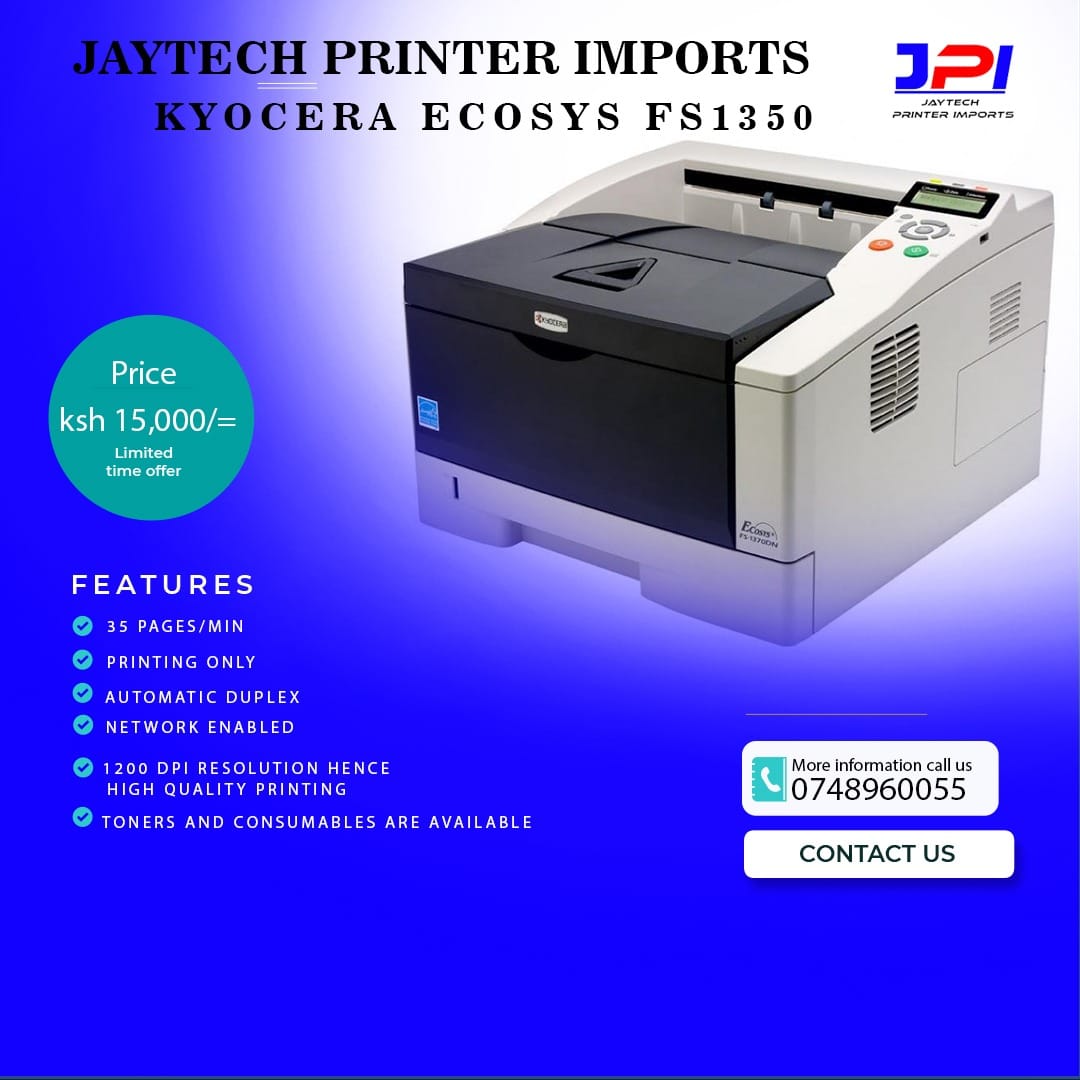 JAYTECH PRINTER IMPORTS
KYOCERA ECOSYS FS1350
JPI
JAYTECH
PRINTER IMPORTS
KYOCERA
Ecosys
FS-1370DN
Price
ksh 15,000/=
Limited
time offer
FEATURES
35 PAGES/MIN
PRINTING ONLY
AUTOMATIC DUPLEX
NETWORK ENABLED
1200 DPI RESOLUTION HENCE
HIGH QUALITY PRINTING
TONERS AND CONSUMABLES ARE AVAILABLE
More information call us
0748960055
CONTACT US